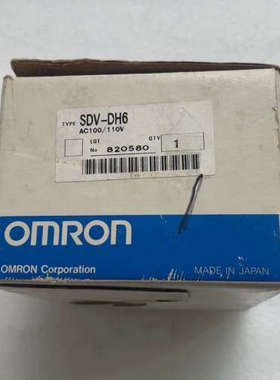 TYPE SDV-DH6
AC100/110V
LOT QTY
No 820580 1
OMRON
OMRON Corporation MADE IN JAPAN